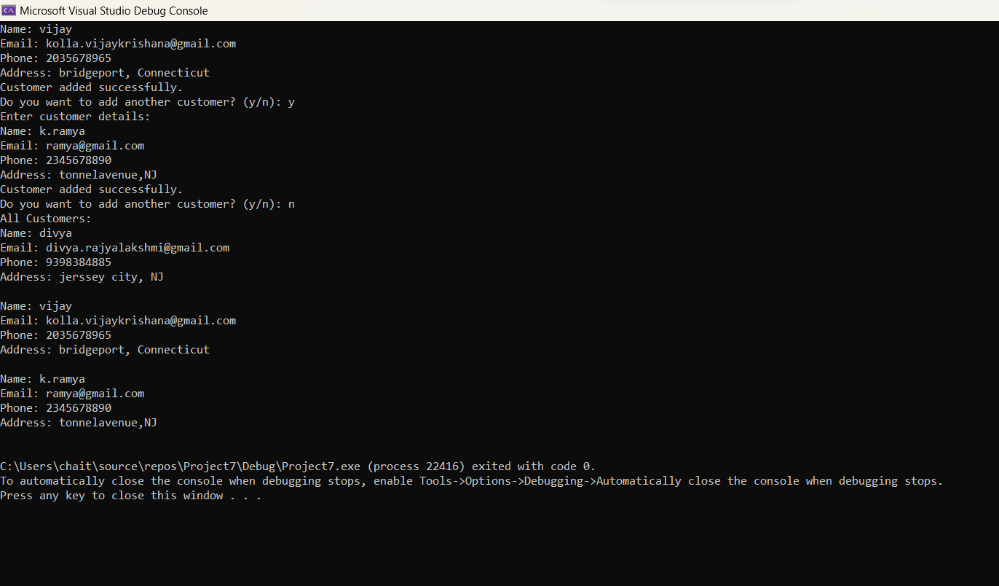 Microsoft Visual Studio Debug Console
Name: vijay
Email: kolla.vijaykrishana@gmail.com
Phone: 2035678965
Address: bridgeport, Connecticut
Customer added successfully.
Do you want to add another customer? (y/n): y
Enter customer details:
Name: k.ramya
Email: ramya@gmail.com
Phone: 2345678890
Address: tonnelavenue,NJ
Customer added successfully.
Do you want to add another customer? (y/n): n
All Customers:
Name: divya
Email: divya.rajyalakshmi@gmail.com
Phone: 9398384885
Address: jerssey city, NJ
Name: vijay
Email: kolla.vijaykrishana@gmail.com
Phone: 2035678965
Address: bridgeport, Connecticut
Name: k.ramya
Email: ramya@gmail.com
Phone: 2345678890
Address: tonnelavenue,NJ
C:\Users\chait\source\repos\Project7\Debug\Project7.exe (process 22416) exited with code 0.
To automatically close the console when debugging stops, enable Tools->Options->Debugging->Automatically close the console when debugging stops.
Press any key to close this window . . .